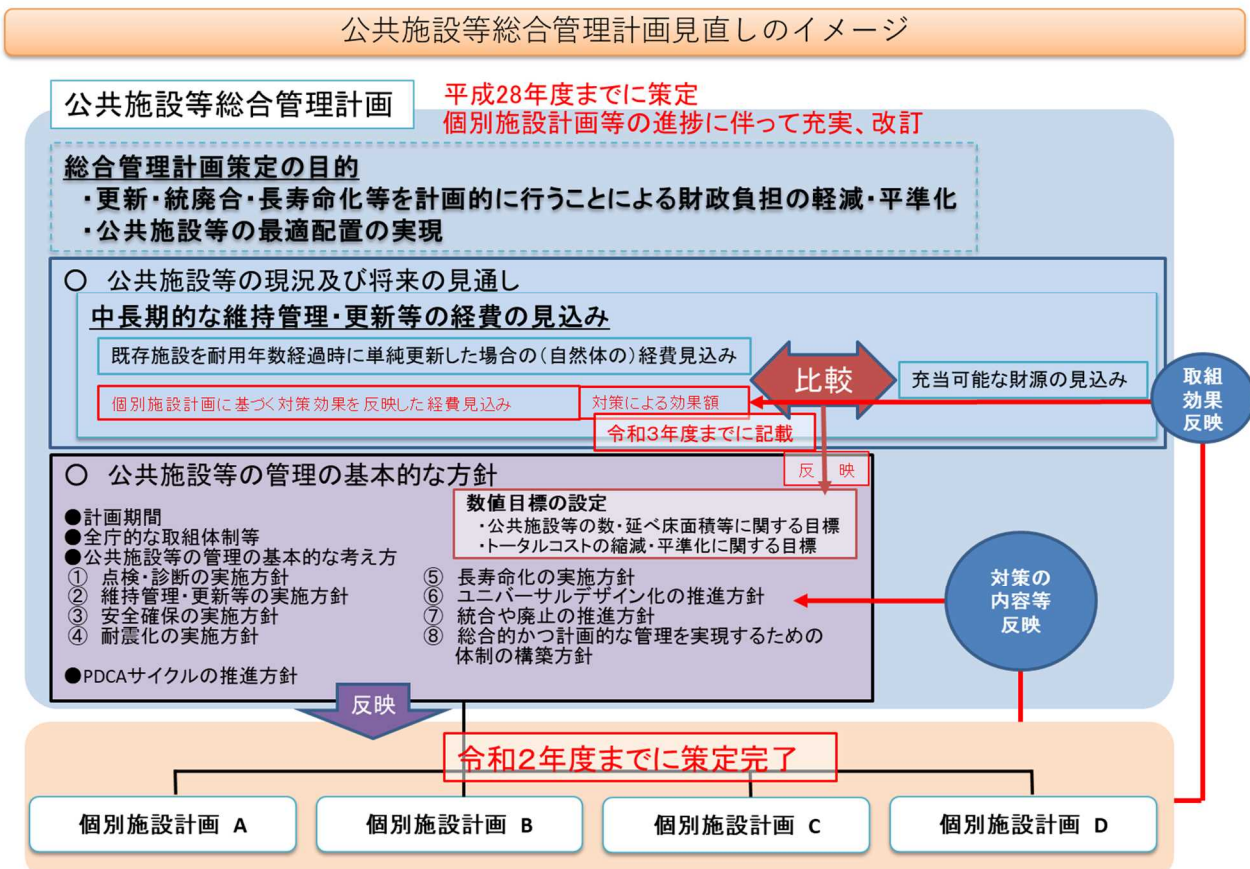 公共施設等総合管理計画見直しのイメージ
公共施設等総合管理計画
平成28年度までに策定
個別施設計画等の進捗に伴って充実、改訂
総合管理計画策定の目的
・更新・統廃合・長寿命化等を計画的に行うことによる財政負担の軽減・平準化
・公共施設等の最適配置の実現
○ 公共施設等の現況及び将来の見通し
中長期的な維持管理・更新等の経費の見込み
既存施設を耐用年数経過時に単純更新した場合の(自然体の)経費見込み
比較
充当可能な財源の見込み
個別施設計画に基づく対策効果を反映した経費見込み
対策による効果額
令和3年度までに記載
取組
効果
反映
○ 公共施設等の管理の基本的な方針
反 映
数値目標の設定
・公共施設等の数・延べ床面積等に関する目標
・トータルコストの縮減・平準化に関する目標
●計画期間
●全庁的な取組体制等
●公共施設等の管理の基本的な考え方
① 点検・診断の実施方針
② 維持管理・更新等の実施方針
③ 安全確保の実施方針
④ 耐震化の実施方針
⑤ 長寿命化の実施方針
⑥ ユニバーサルデザイン化の推進方針
⑦ 統合や廃止の推進方針
⑧ 総合的かつ計画的な管理を実現するための
体制の構築方針
●PDCAサイクルの推進方針
対策の
内容等
反映
反映
令和2年度までに策定完了
個別施設計画 A
個別施設計画 B
個別施設計画 C
個別施設計画 D